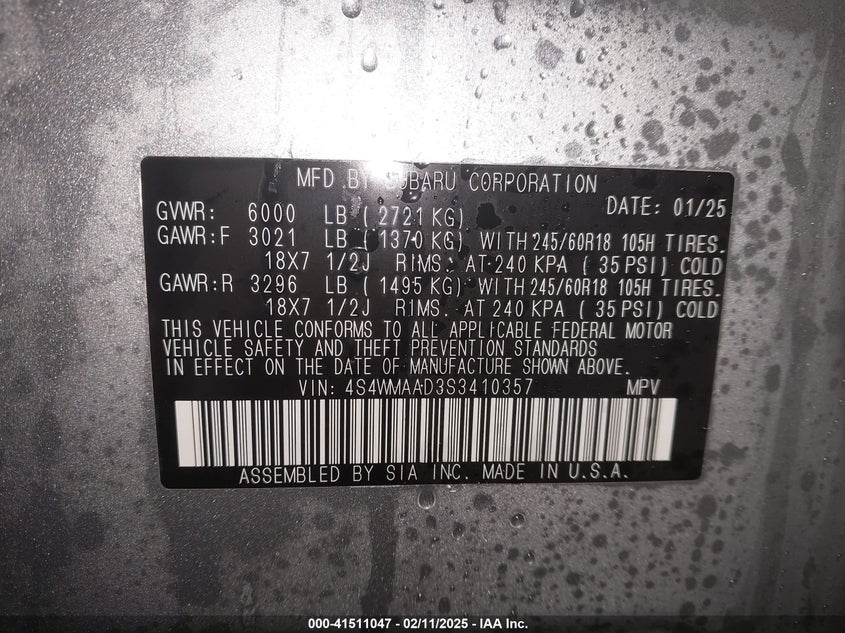 MFD BY SUBARU CORPORATION
GVWR: 6000 LB ( 2721 KG) DATE: 01/25
GAWR:F 3021 LB ( 1370 KG) WITH 245/60R18 105H TIRES.
18X7 1/2J RIMS. AT 240 KPA ( 35 PSI) COLD
GAWR:R 3296 LB ( 1495 KG) WITH 245/60R18 105H TIRES.
18X7 1/2J RIMS. AT 240 KPA ( 35 PSI) COLD
THIS VEHICLE CONFORMS TO ALL APPLICABLE FEDERAL MOTOR
VEHICLE SAFETY AND THEFT PREVENTION STANDARDS
IN EFFECT ON THE DATE OF MANUFACTURE SHOWN ABOVE.
VIN: 4S4WMAAD3S3410357 MPV
ASSEMBLED BY SIA INC. MADE IN U.S.A.
000-41511047 - 02/11/2025 - IAA Inc.